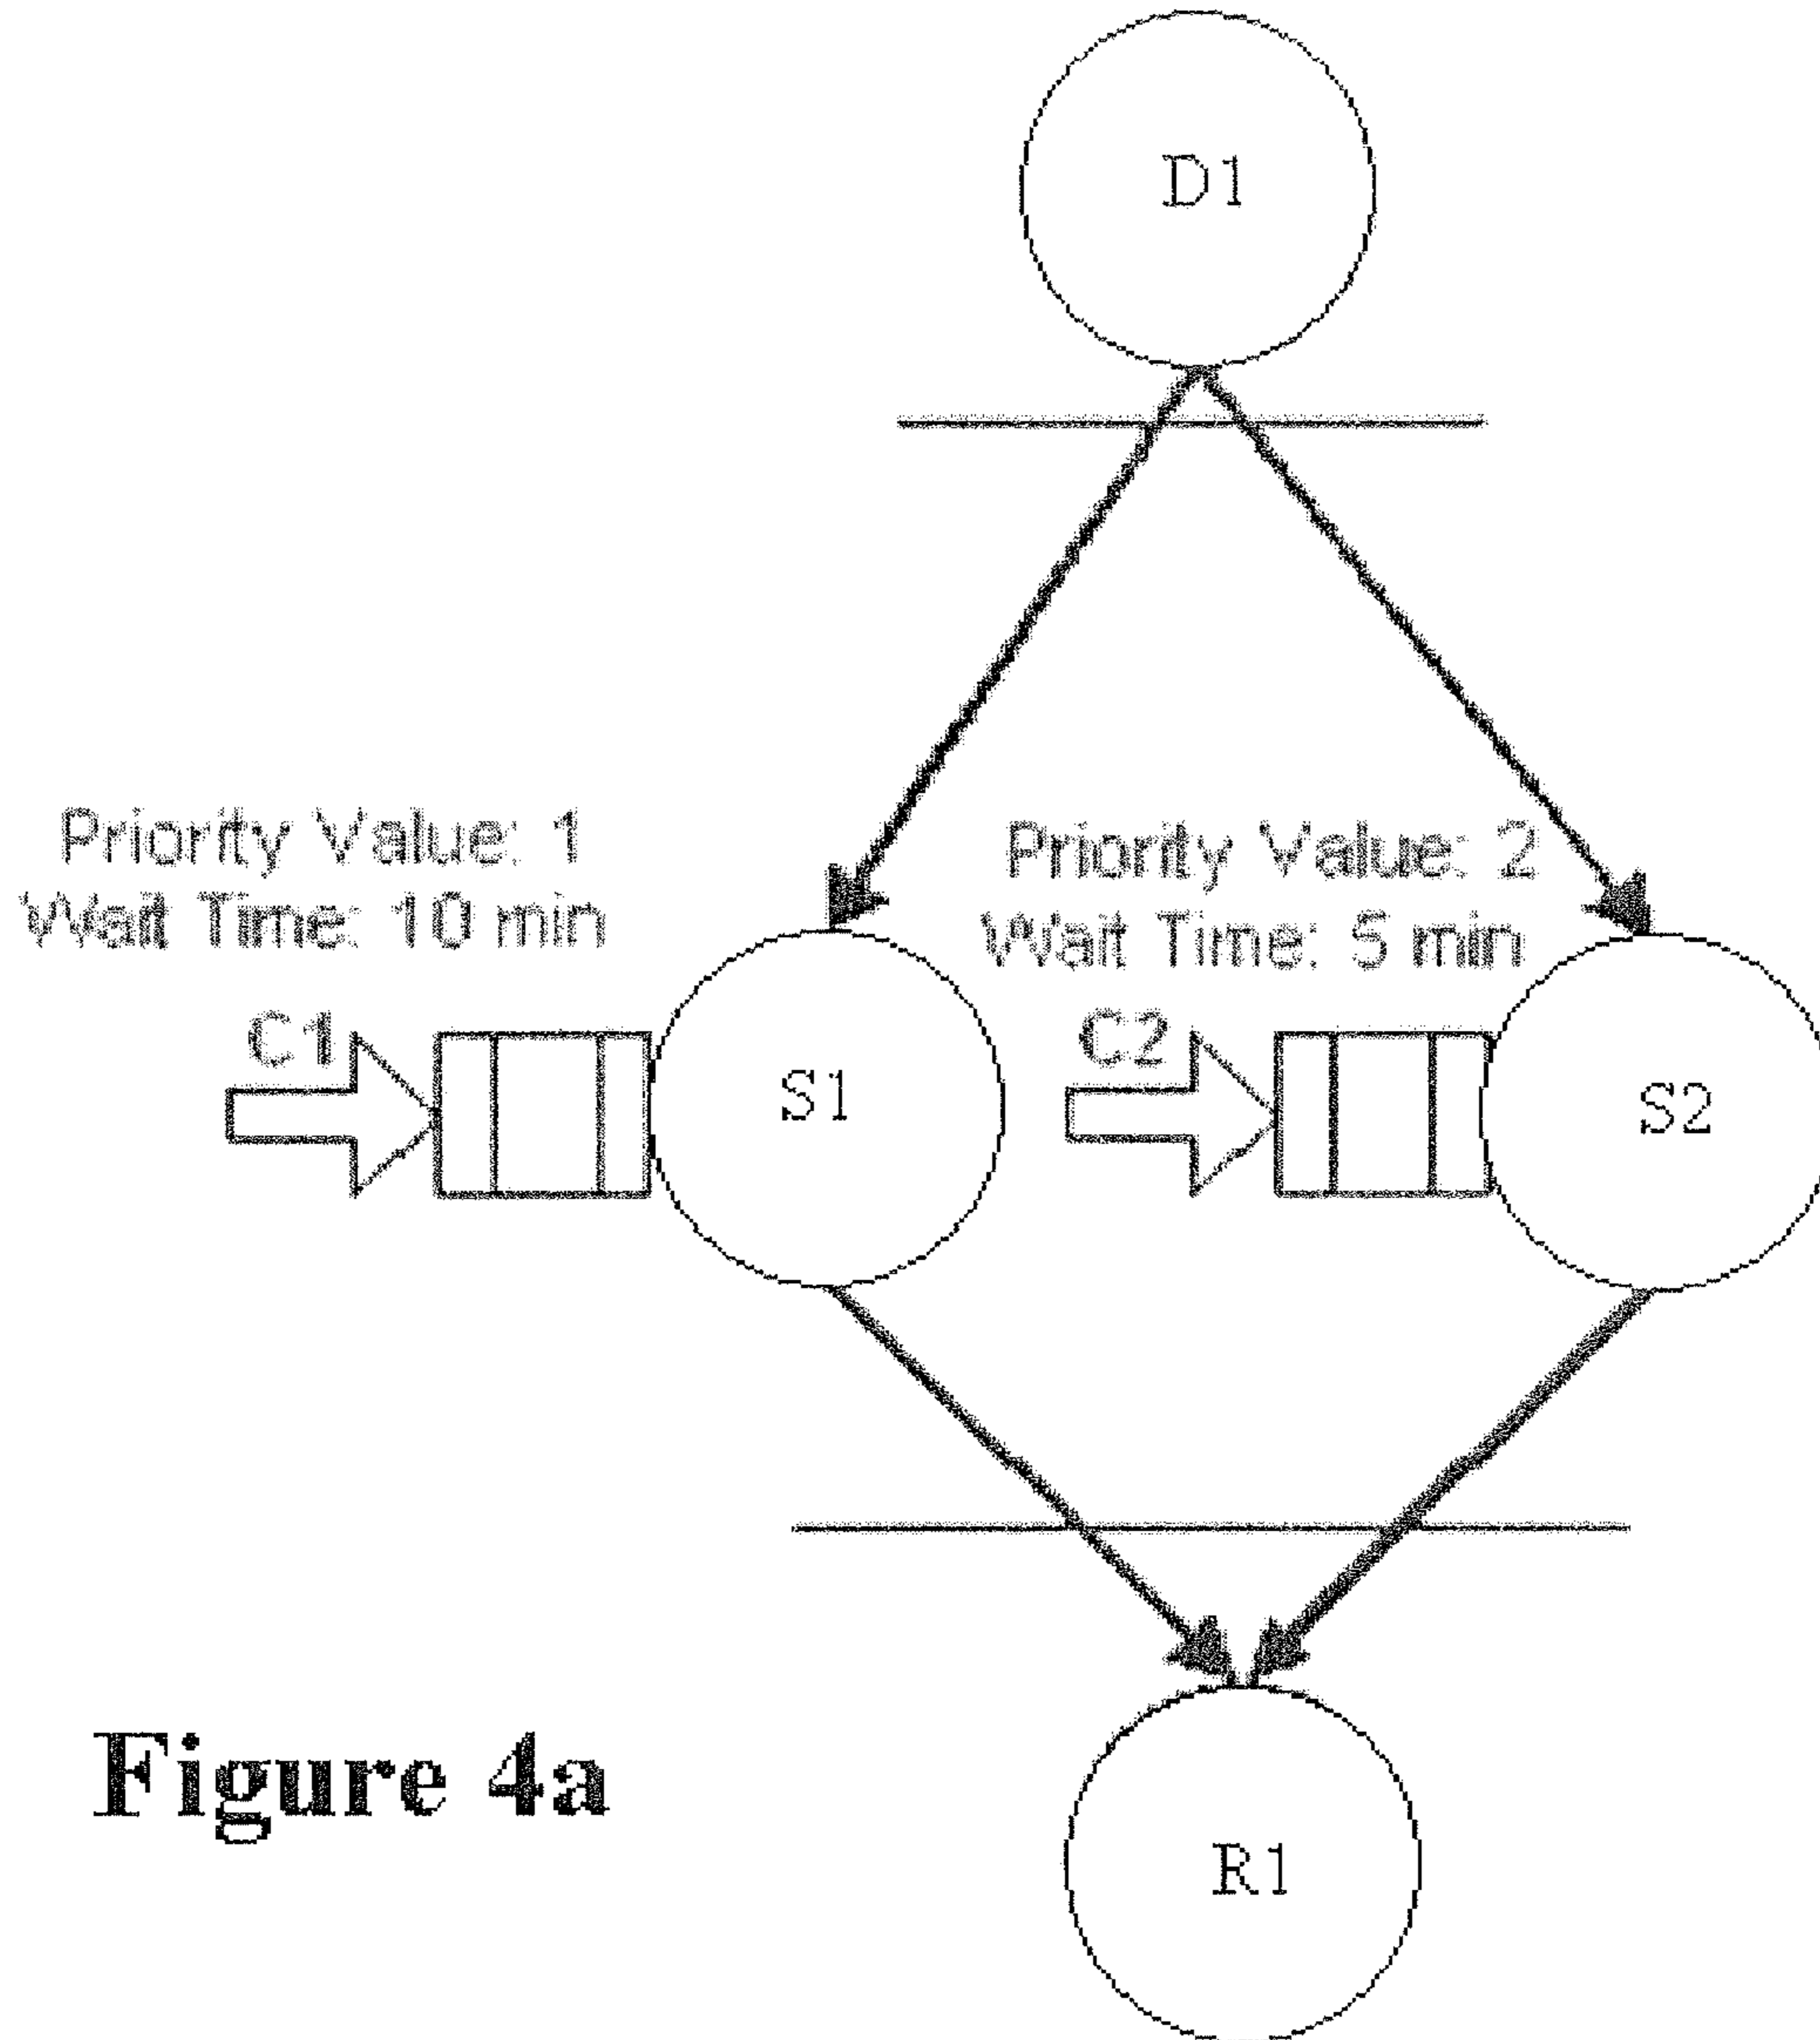 D1
Priority Value: 1
Wait Time: 10 min
Priority Value: 2
Wait Time: 5 min
C1
S1
C2
S2
Figure 4a
R1